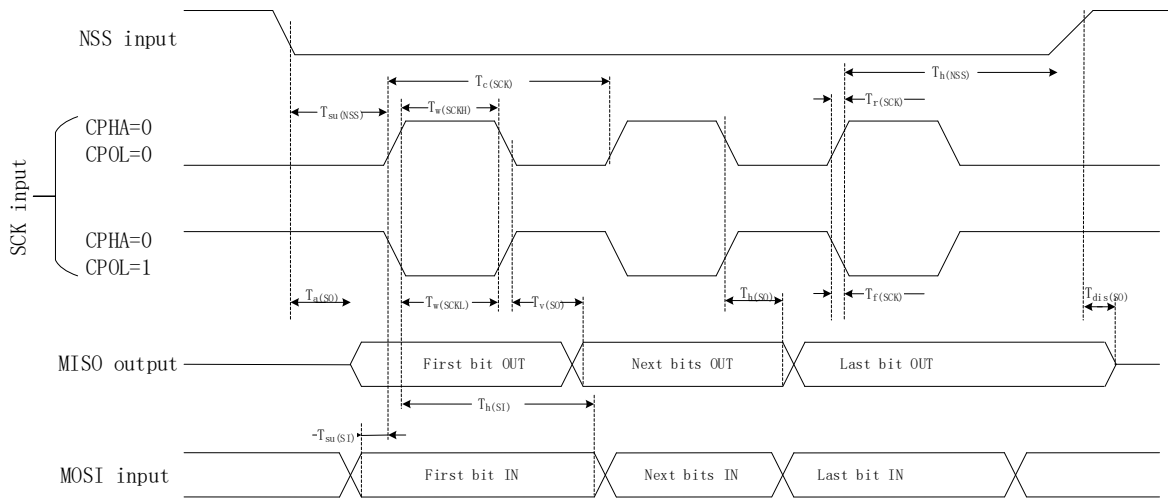 NSS input
Tc(SCK)
Th(NSS)
Tsu(NSS)
Tw(SCKH)
Tr(SCK)
CPHA=0
CPOL=0
SCK input
CPHA=0
CPOL=1
Ta(SO)
Tw(SCKL)
Tv(SO)
Th(SO)
Tf(SCK)
Tdis(SO)
MISO output
First bit OUT
Next bits OUT
Last bit OUT
Th(SI)
Tsu(SI)
MOSI input
First bit IN
Next bits IN
Last bit IN